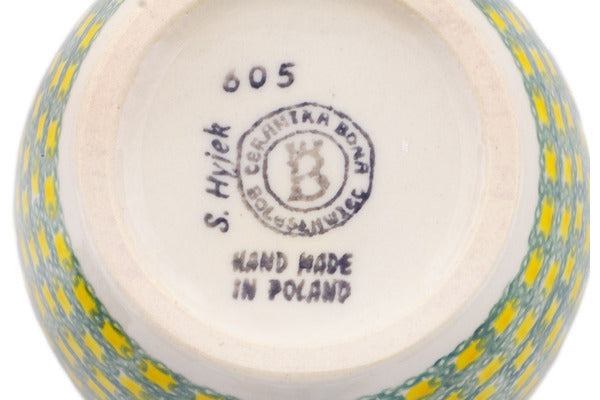 605
S. Hyjek
CERAMIKA BONA
BOLESŁAWIEC
B
HAND MADE
IN POLAND